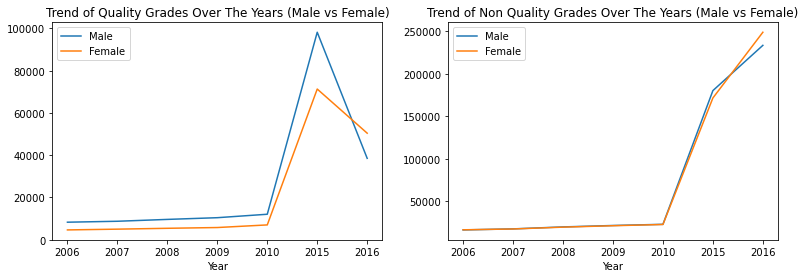 Trend of Quality Grades Over The Years (Male vs Female)
Male
Female
100000
80000
60000
40000
20000
0
2006 2007 2008 2009 2010 2015 2016
Year
Trend of Non Quality Grades Over The Years (Male vs Female)
Male
Female
250000
200000
150000
100000
50000
2006 2007 2008 2009 2010 2015 2016
Year